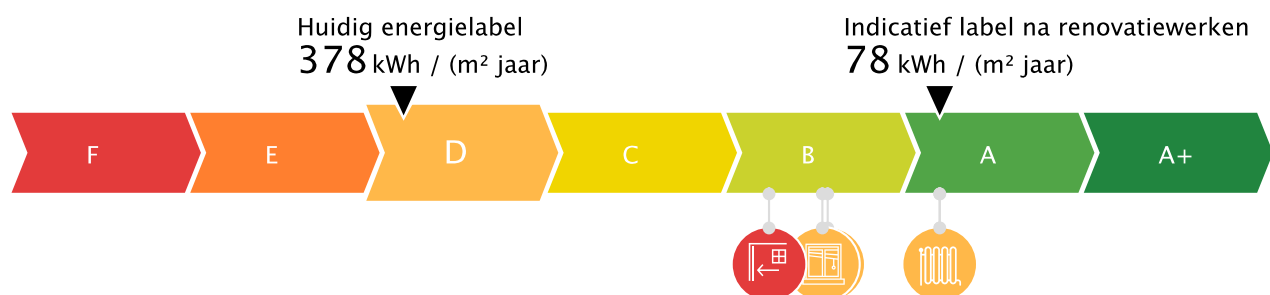 Huidig energielabel
378 kWh / (m² jaar)
Indicatief label na renovatiewerken
78 kWh / (m² jaar)
F E D C B A A+